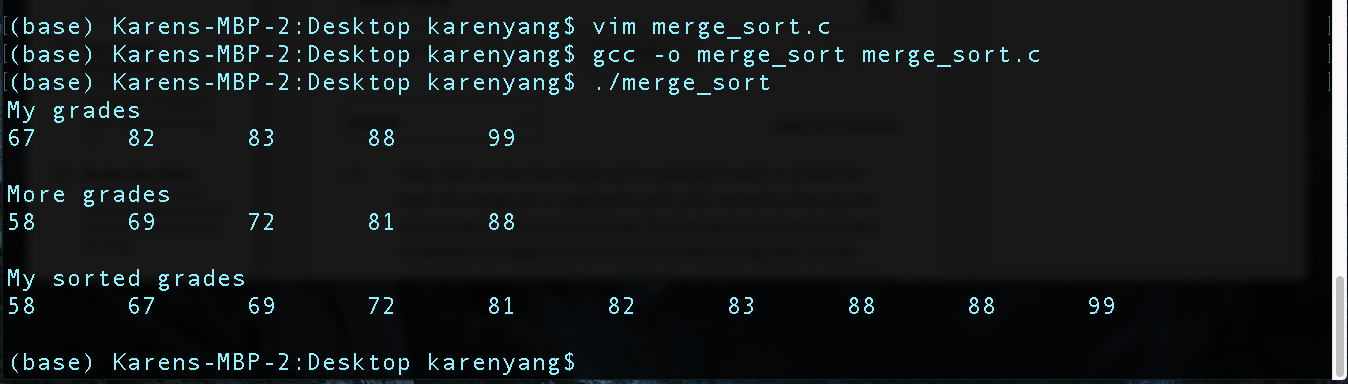 (base) Karens-MBP-2:Desktop karenyang$ vim merge_sort.c
(base) Karens-MBP-2:Desktop karenyang$ gcc -o merge_sort merge_sort.c
(base) Karens-MBP-2:Desktop karenyang$ ./merge_sort
My grades
67 82 83 88 99
More grades
58 69 72 81 88
My sorted grades
58 67 69 72 81 82 83 88 88 99
(base) Karens-MBP-2:Desktop karenyang$